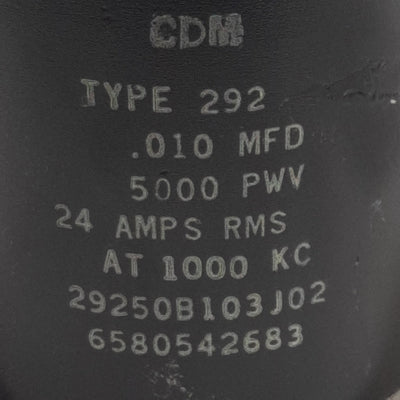 CDM
TYPE 292
.010 MFD
5000 PWV
24 AMPS RMS
AT 1000 KC
29250B103J02
6580542683